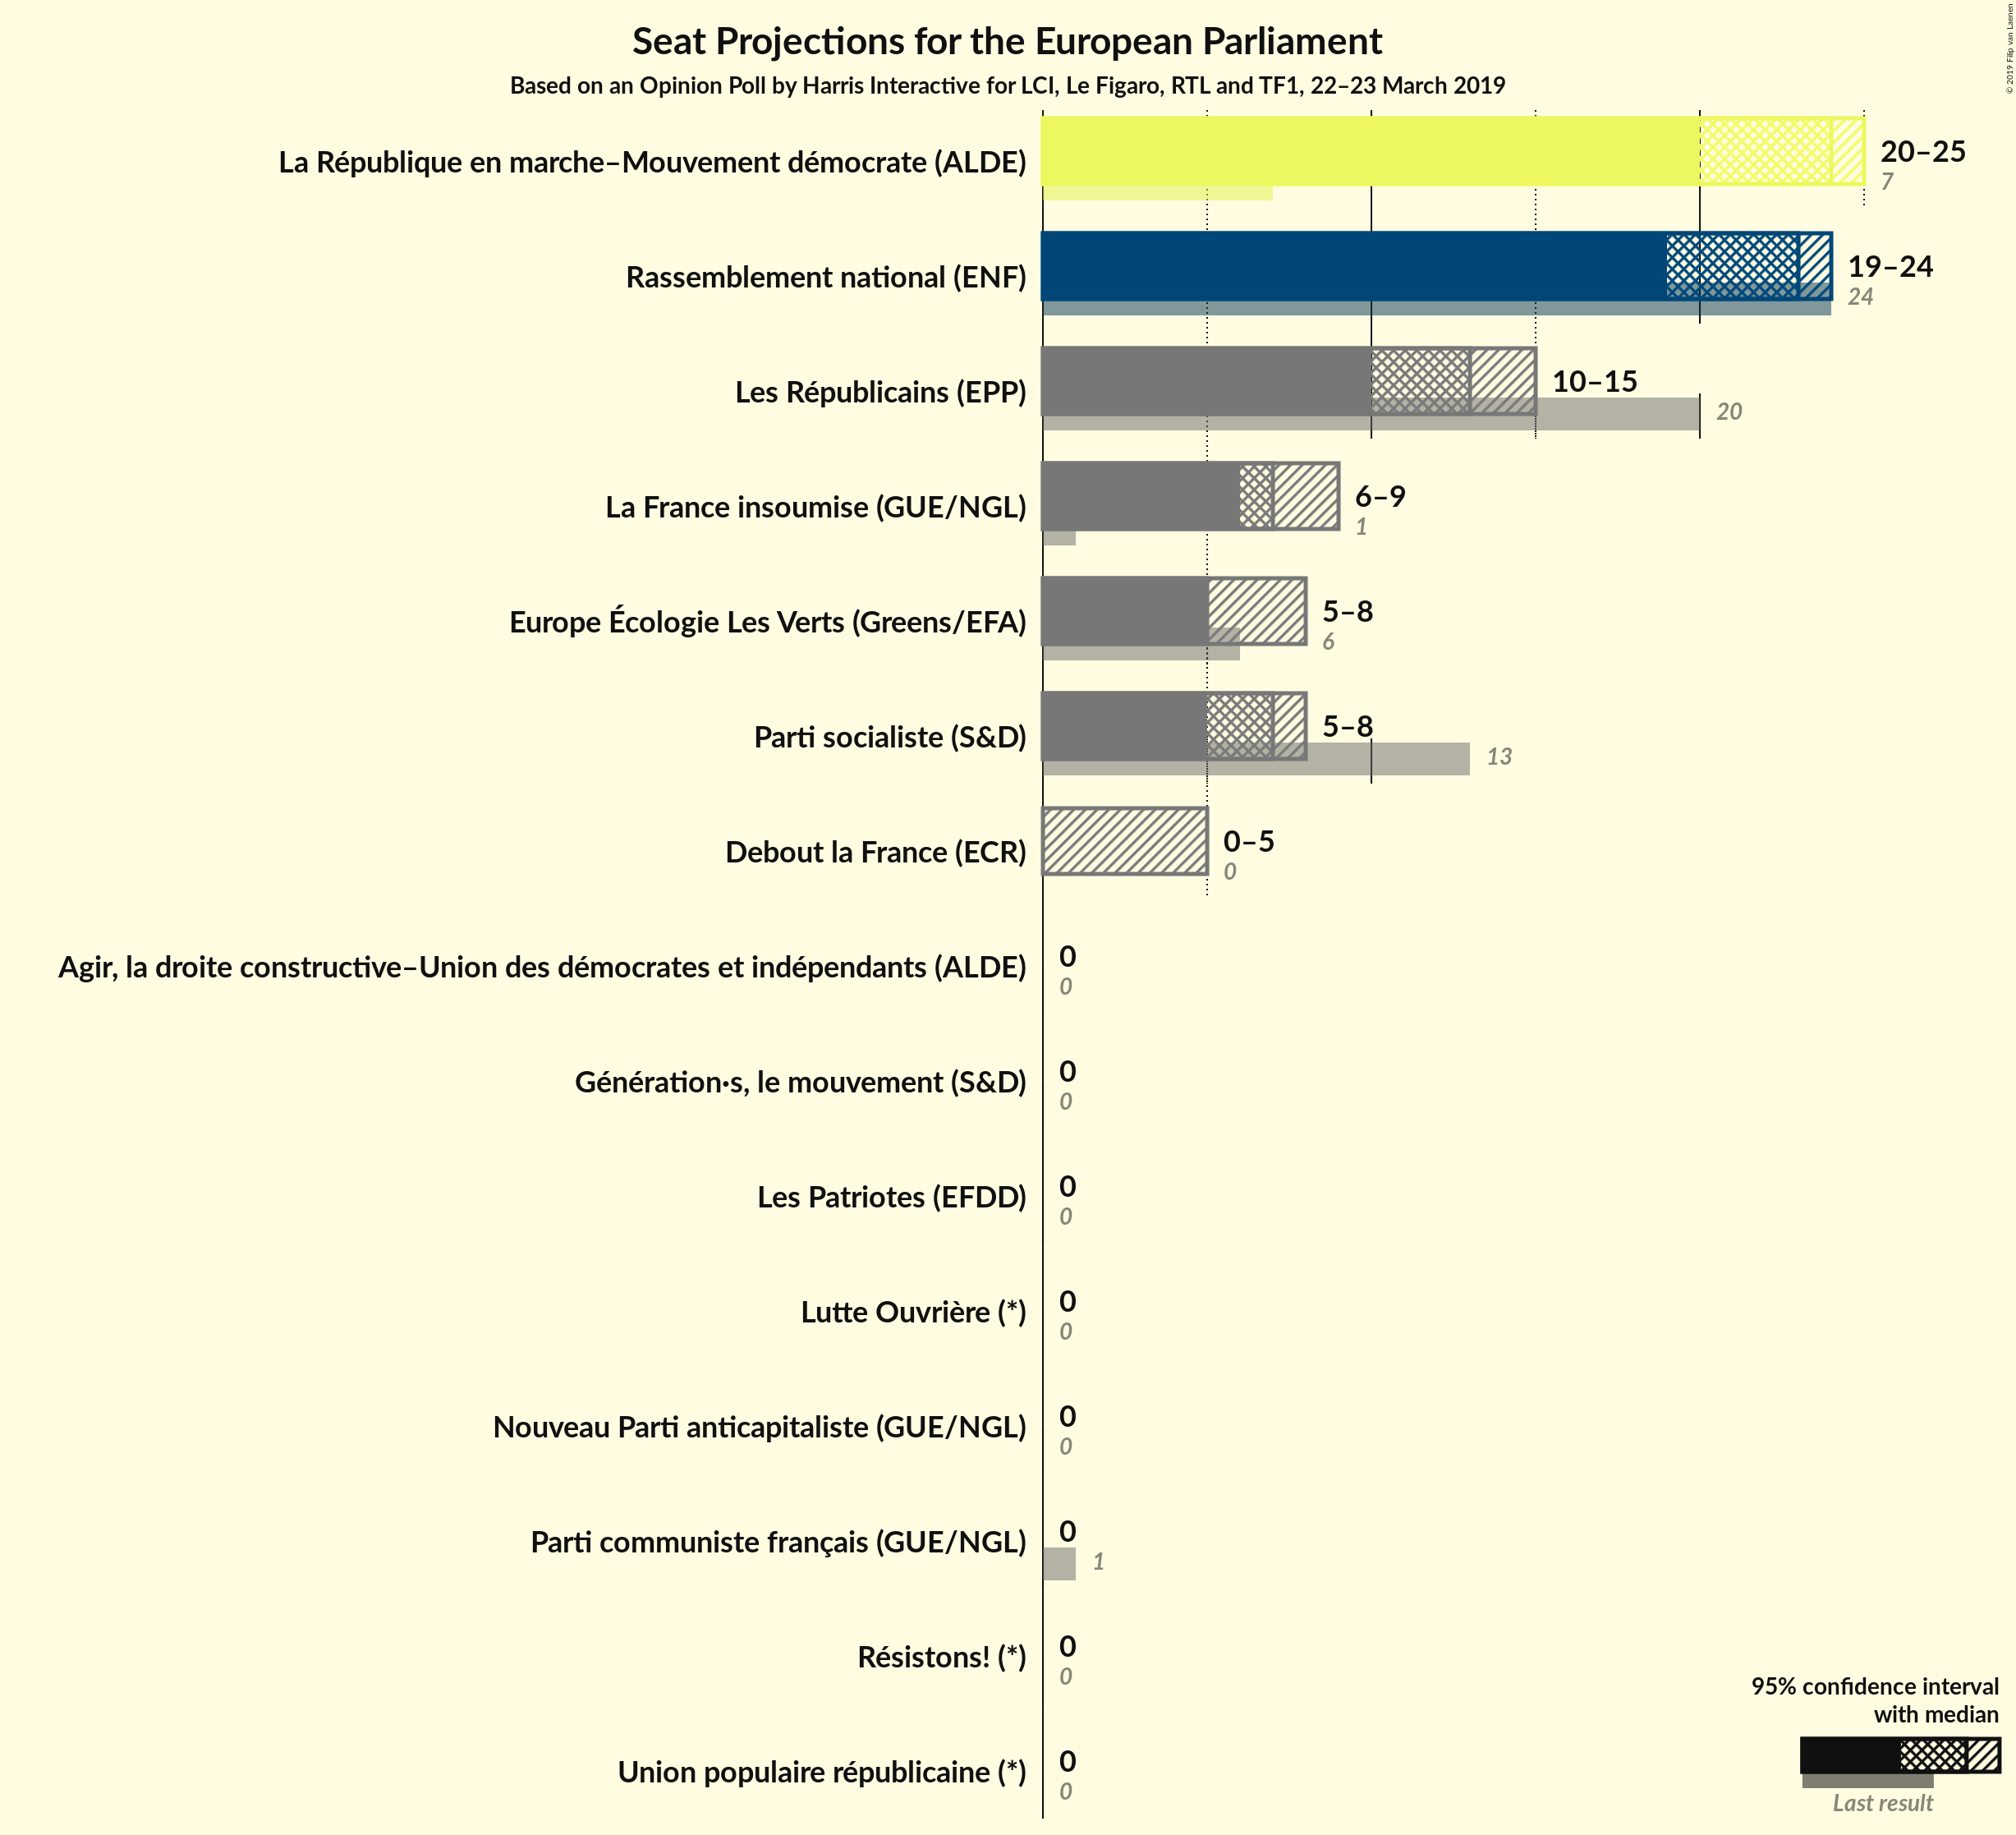 Seat Projections for the European Parliament
Based on an Opinion Poll by Harris Interactive for LCI, Le Figaro, RTL and TF1, 22–23 March 2019
© 2019 Filip van Laenen
La République en marche–Mouvement démocrate (ALDE)
20–25
7
Rassemblement national (ENF)
19–24
24
Les Républicains (EPP)
10–15
20
La France insoumise (GUE/NGL)
6–9
1
Europe Écologie Les Verts (Greens/EFA)
5–8
6
Parti socialiste (S&D)
5–8
13
Debout la France (ECR)
0–5
0
Agir, la droite constructive–Union des démocrates et indépendants (ALDE)
0
0
Génération·s, le mouvement (S&D)
0
0
Les Patriotes (EFDD)
0
0
Lutte Ouvrière (*)
0
0
Nouveau Parti anticapitaliste (GUE/NGL)
0
0
Parti communiste français (GUE/NGL)
0
1
Résistons! (*)
0
0
Union populaire républicaine (*)
0
0
95% confidence interval
with median
Last result